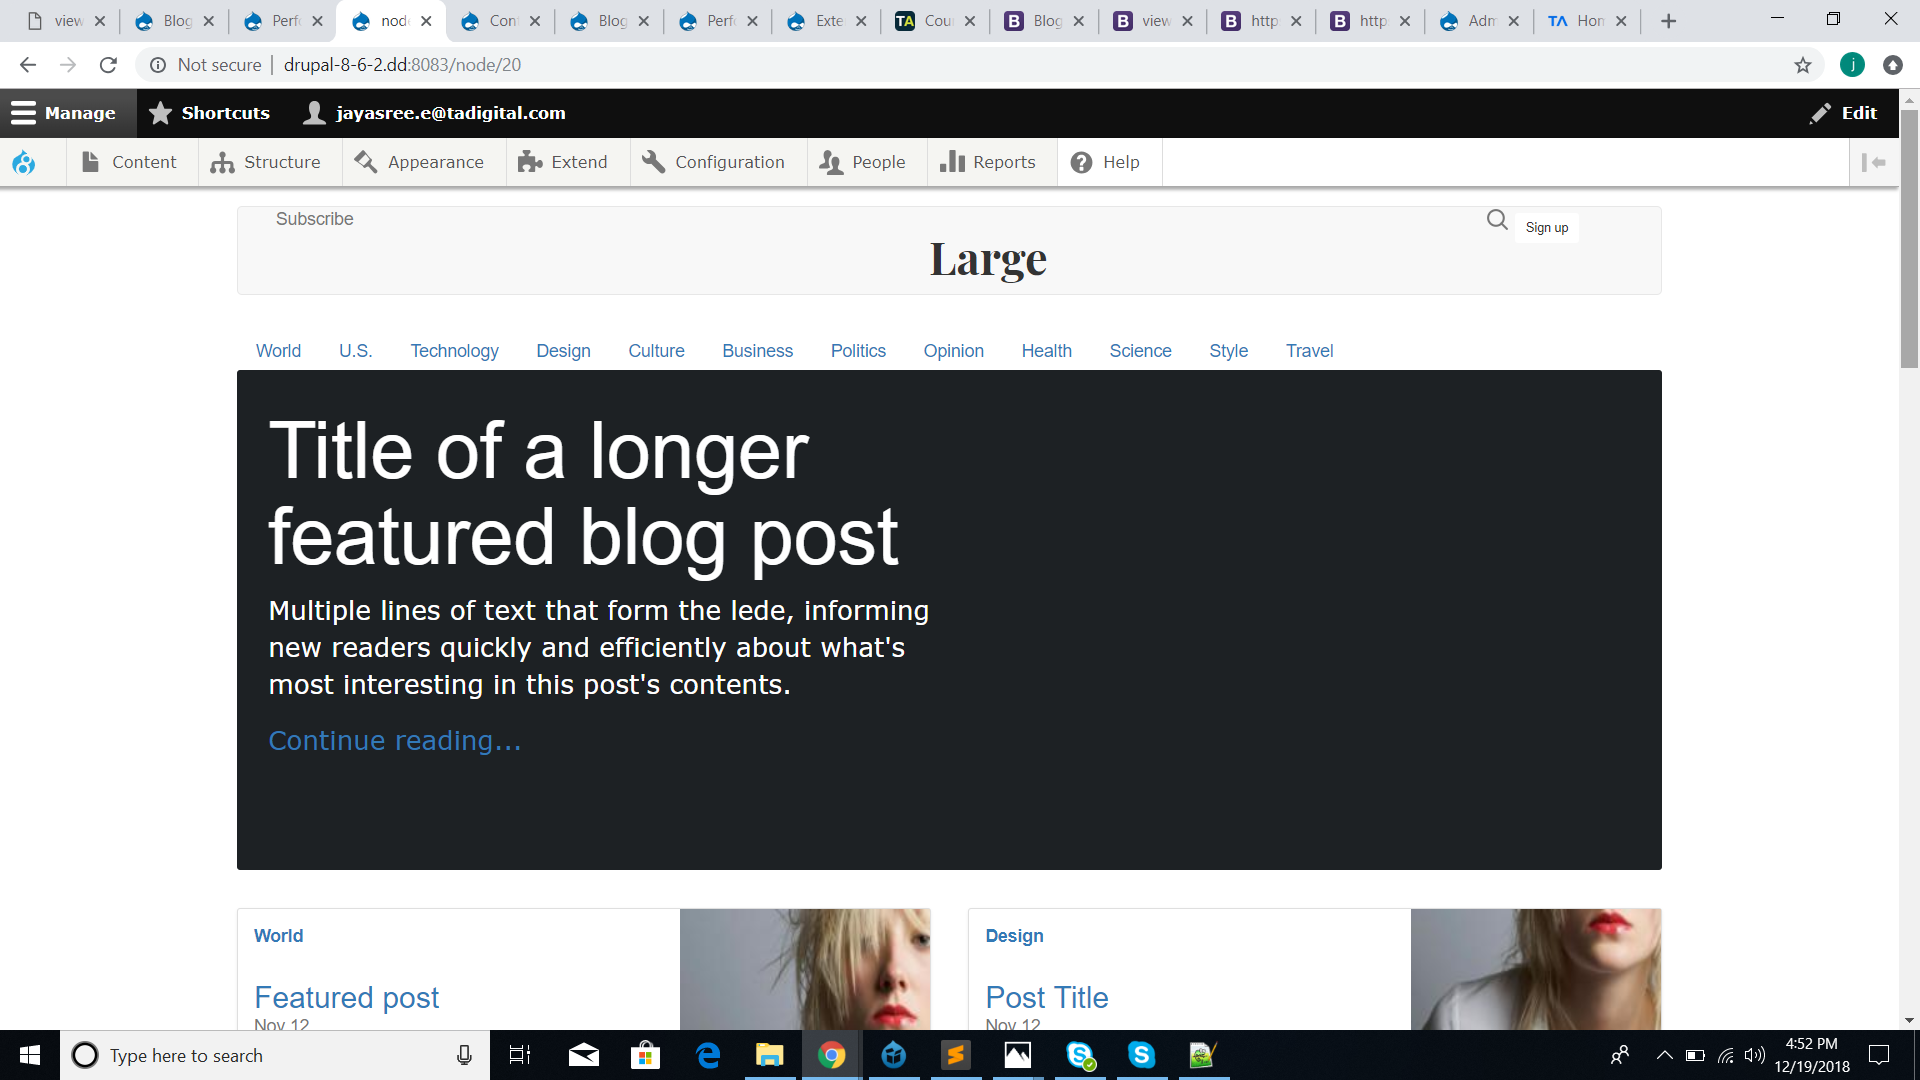 view Blog Perf nod Con Blog Perf Exte TA Cou B Blog B view B http B http Adm TA Hon
Not secure drupal-8-6-2.dd:8083/node/20 j
Manage Shortcuts jayasree.e@tadigital.com Edit
Content Structure Appearance Extend Configuration People Reports Help
Subscribe Sign up
Large
World U.S. Technology Design Culture Business Politics Opinion Health Science Style Travel
Title of a longer
featured blog post
Multiple lines of text that form the lede, informing
new readers quickly and efficiently about what's
most interesting in this post's contents.
Continue reading...
World
Featured post
Nov 12
Design
Post Title
Nov 12
Type here to search
4:52 PM
12/19/2018